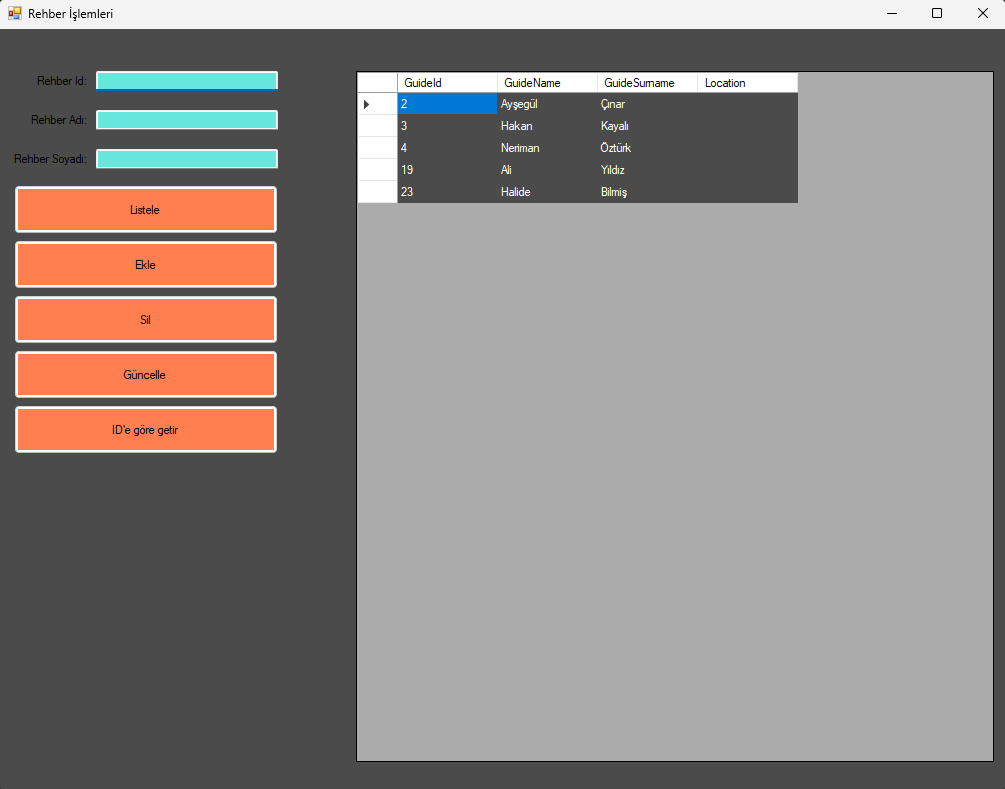 Rehber İşlemleri
Rehber Id:
Rehber Adı:
Rehber Soyadı:
Listele
Ekle
Sil
Güncelle
ID'e göre getir
GuideId GuideName GuideSurname Location
2 Ayşegül Çınar
3 Hakan Kayalı
4 Neriman Öztürk
19 Ali Yıldız
23 Halide Bilmiş